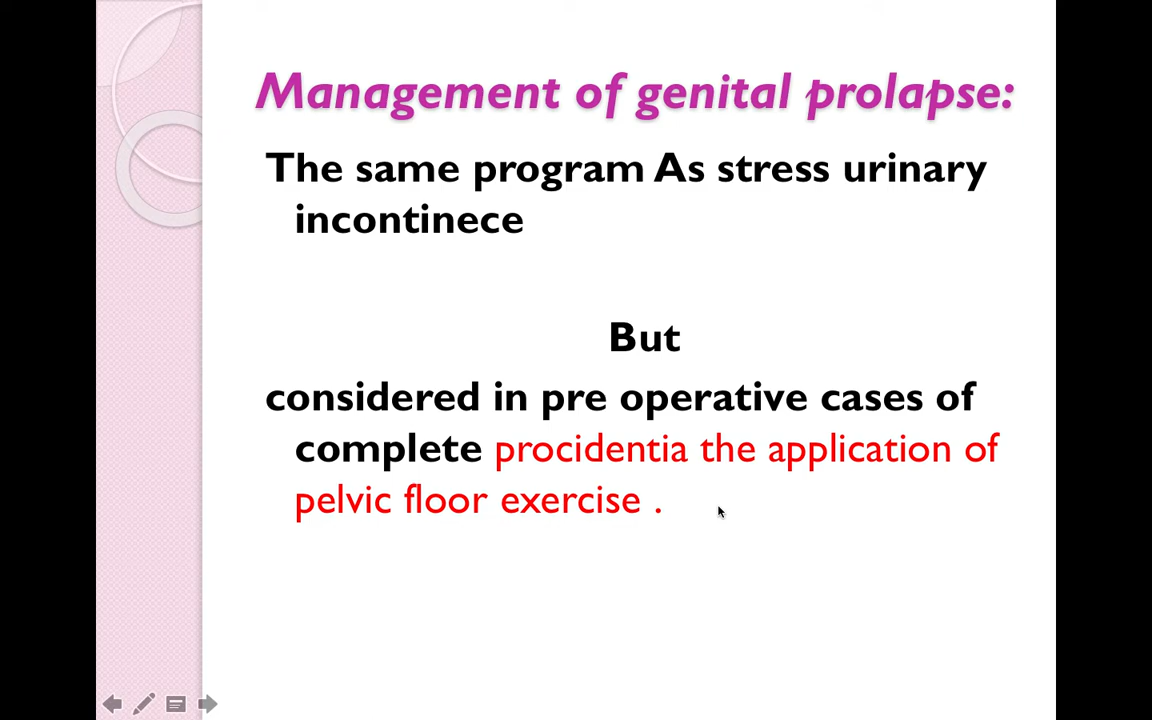 Management of genital prolapse:
The same program As stress urinary
incontinece
But
considered in pre operative cases of
complete procidentia the application of
pelvic floor exercise .